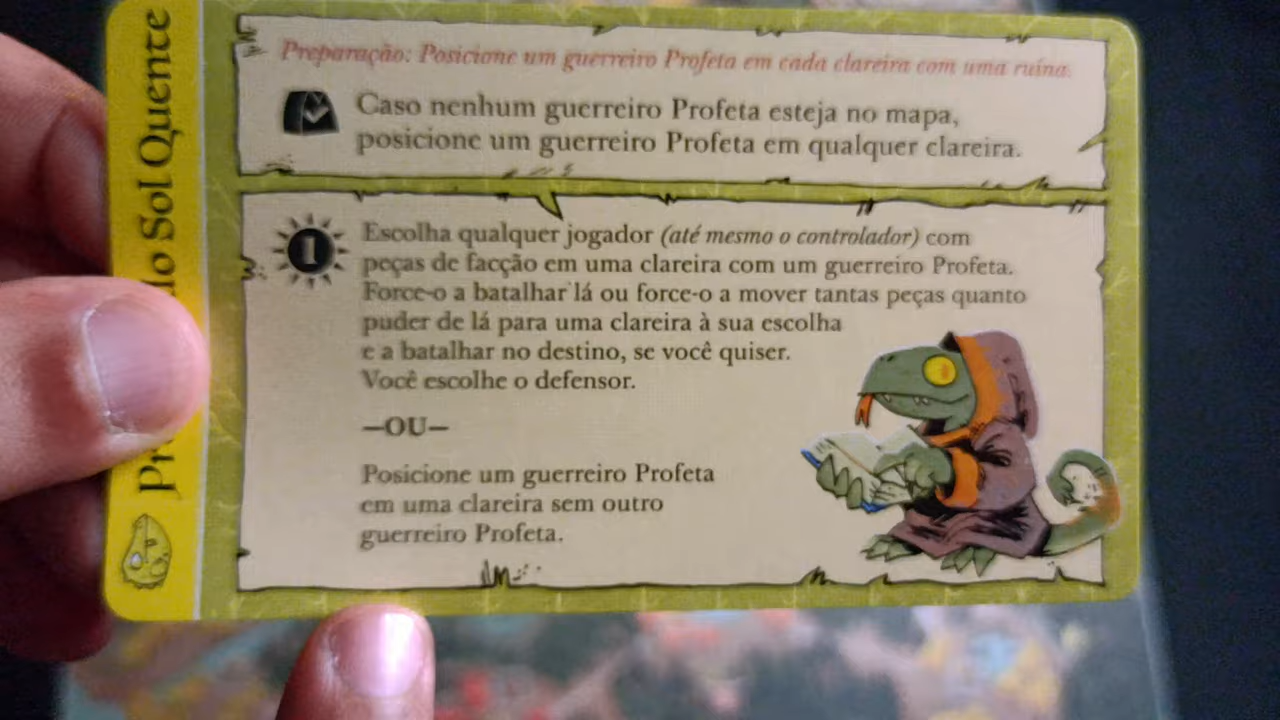 do Sol Quente
Preparação: Posicione um guerreiro Profeta em cada clareira com uma ruína.
Caso nenhum guerreiro Profeta esteja no mapa,
posicione um guerreiro Profeta em qualquer clareira.
1
Escolha qualquer jogador (até mesmo o controlador) com
peças de facção em uma clareira com um guerreiro Profeta.
Force-o a batalhar lá ou force-o a mover tantas peças quanto
puder de lá para uma clareira à sua escolha
e a batalhar no destino, se você quiser.
Você escolhe o defensor.
—OU—
Posicione um guerreiro Profeta
em uma clareira sem outro
guerreiro Profeta.